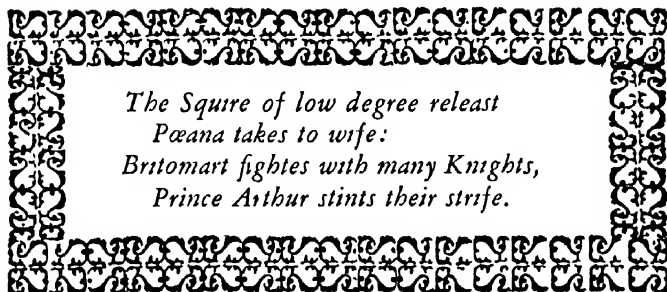 The Squire of low degree releast
Pœana takes to wife:
Britomart fightes with many Knights,
Prince Arthur stints their strife.